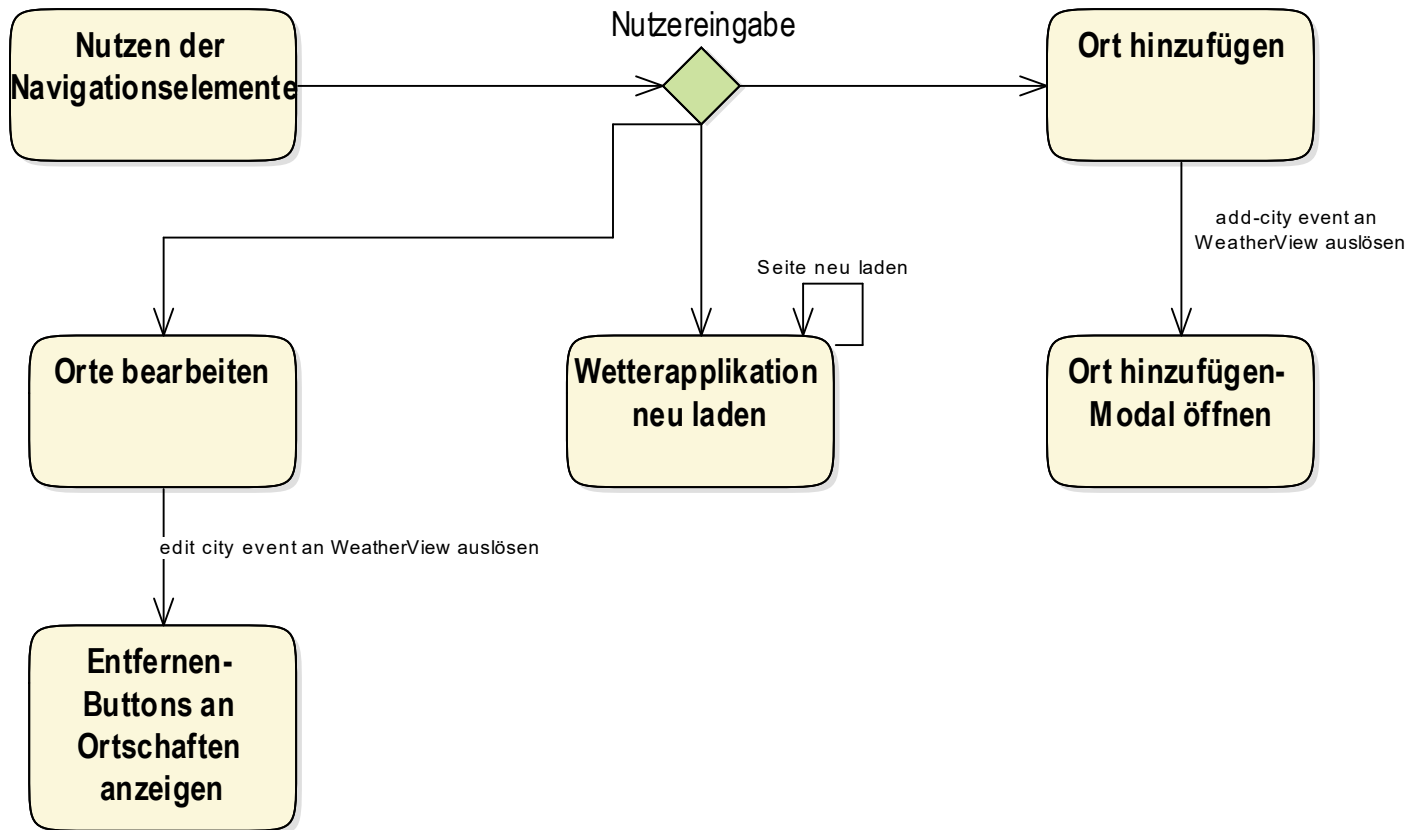 Nutzereingabe
Nutzen der
Navigationselemente
Ort hinzufügen
add-city event an
WeatherView auslösen
Seite neu laden
Orte bearbeiten
Wetterapplikation
neu laden
Ort hinzufügen-
Modal öffnen
edit city event an WeatherView auslösen
Entfernen-
Buttons an
Ortschaften
anzeigen